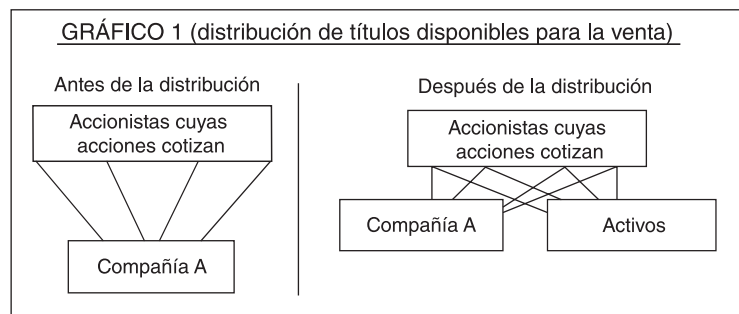 GRÁFICO 1 (distribución de títulos disponibles para la venta)
Antes de la distribución
Accionistas cuyas
acciones cotizan
Compañía A
Después de la distribución
Accionistas cuyas
acciones cotizan
Compañía A
Activos